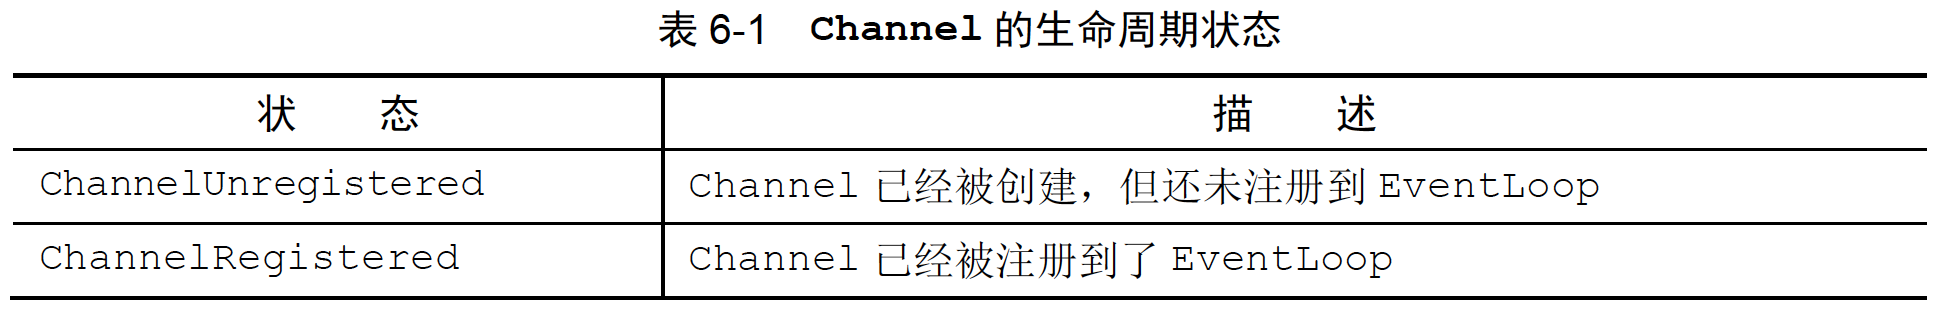 表 6-1 Channel 的生命周期状态
状 态 描 述
ChannelUnregistered Channel 已经被创建，但还未注册到 EventLoop
ChannelRegistered Channel 已经被注册到了 EventLoop